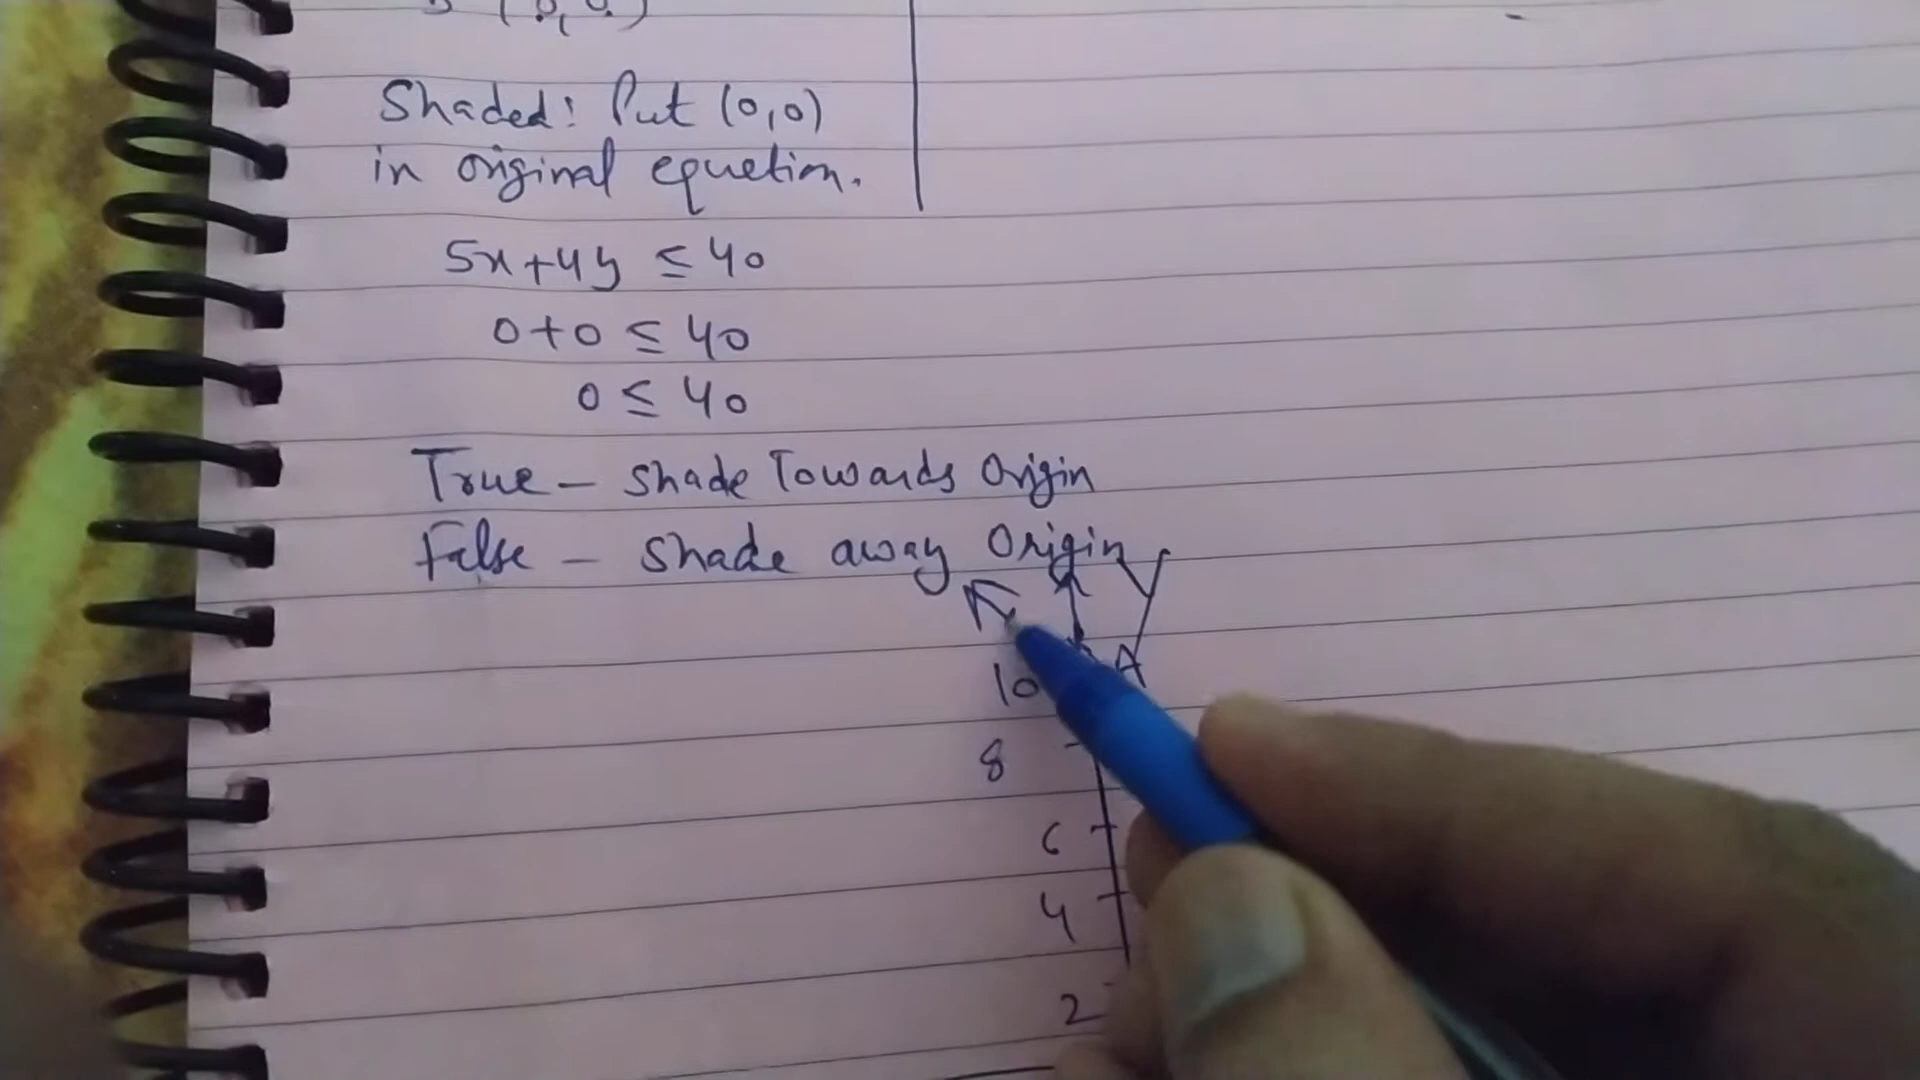 Shaded: Put (0,0)
in original equetion.
5x+4y ≤ 40
0+0 ≤ 40
0 ≤ 40
True - shade Towards Origin
False - shade away Origin
y
10
A
8
6
4
2